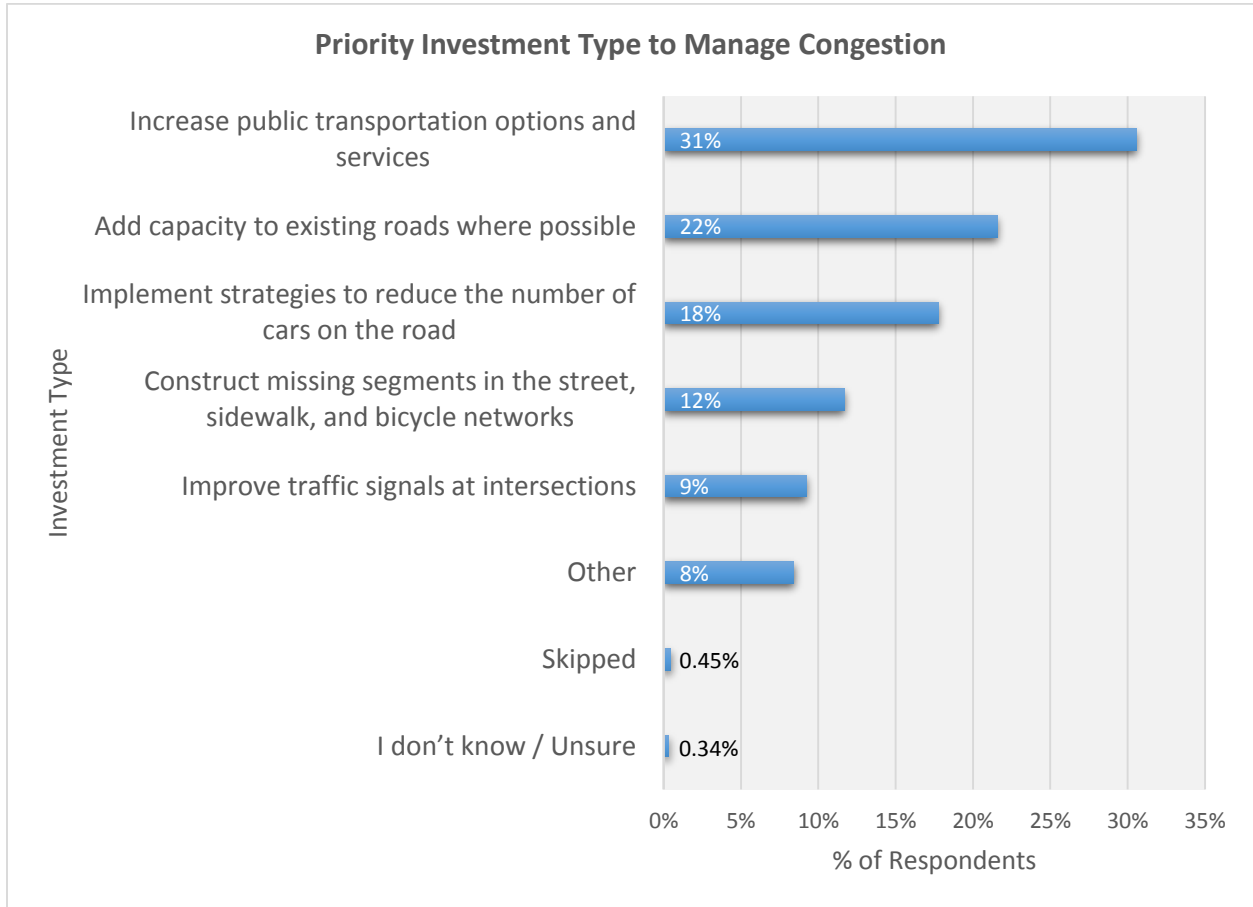 Priority Investment Type to Manage Congestion
Increase public transportation options and
services
31%
Add capacity to existing roads where possible
22%
Implement strategies to reduce the number of
cars on the road
18%
Construct missing segments in the street,
sidewalk, and bicycle networks
12%
Improve traffic signals at intersections
9%
Other
8%
Skipped
0.45%
I don’t know / Unsure
0.34%
Investment Type
0% 5% 10% 15% 20% 25% 30% 35%
% of Respondents